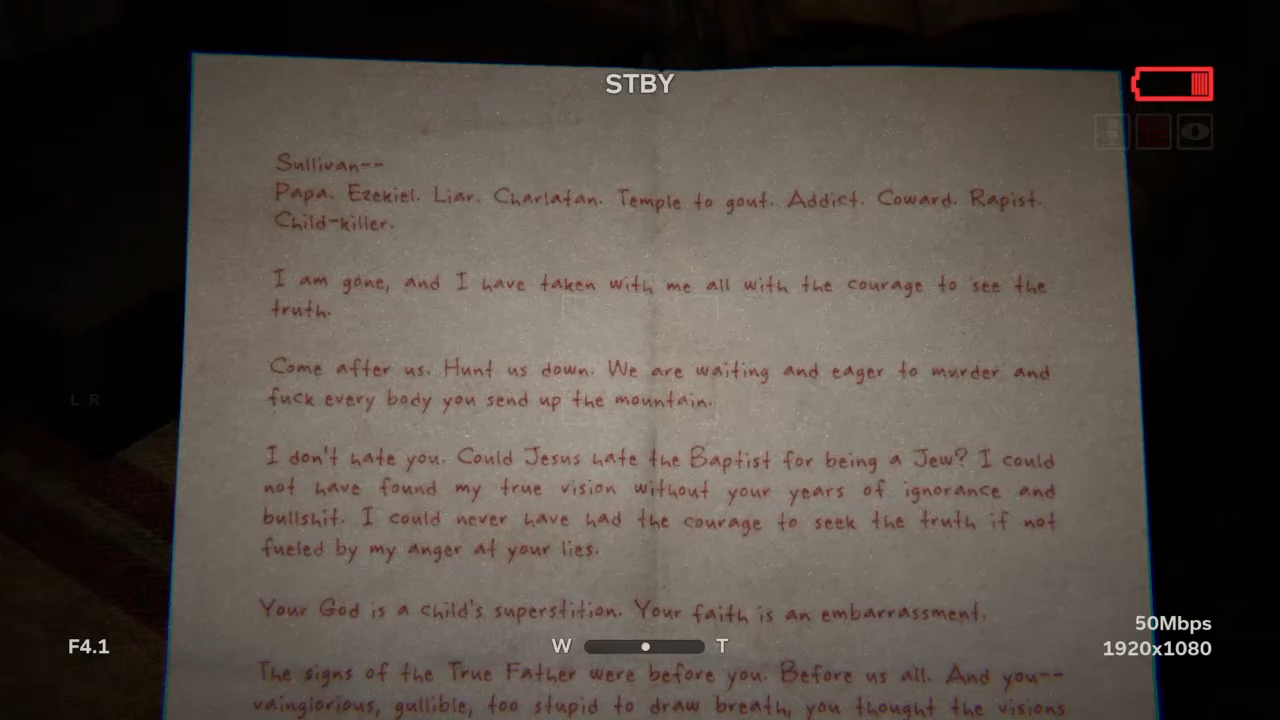 STBY
Sullivan--
Papa. Ezekiel. Liar. Charlatan. Temple to gout. Addict. Coward. Rapist.
Child-killer.
I am gone, and I have taken with me all with the courage to see the
truth.
Come after us. Hunt us down. We are waiting and eager to murder and
fuck every body you send up the mountain.
L R
I don't hate you. Could Jesus hate the Baptist for being a Jew? I could
not have found my true vision without your years of ignorance and
bullshit. I could never have had the courage to seek the truth if not
fueled by my anger at your lies.
Your God is a child's superstition. Your faith is an embarrassment.
50Mbps
F4.1
W T
1920x1080
The signs of the True Father were before you. Before us all. And you--
vainglorious, gullible, too stupid to draw breath, you thought the visions